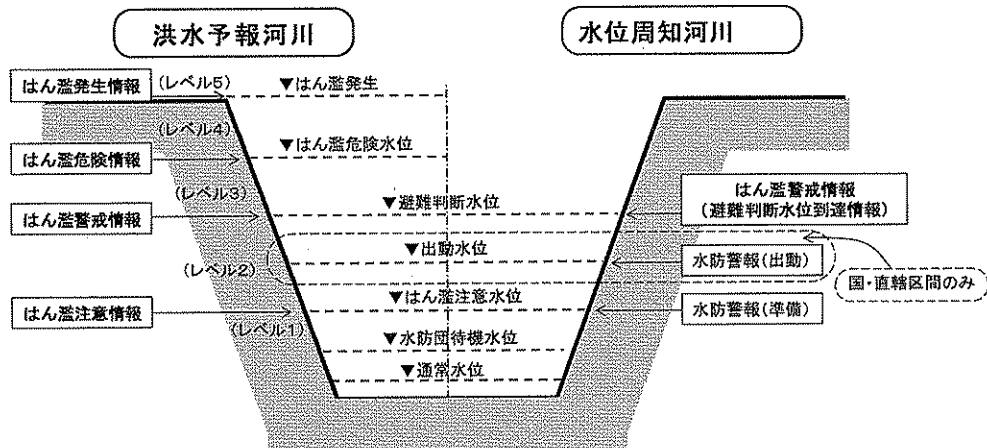 洪水予報河川
水位周知河川
はん濫発生情報
(レベル5)
▼はん濫発生
(レベル4)
▼はん濫危険水位
はん濫危険情報
(レベル3)
▼避難判断水位
はん濫警戒情報
はん濫警戒情報
(避難判断水位到達情報)
▼出動水位
(レベル2)
水防警報(出動)
国・直轄区間のみ
▼はん濫注意水位
はん濫注意情報
(レベル1)
水防警報(準備)
▼水防団待機水位
▼通常水位